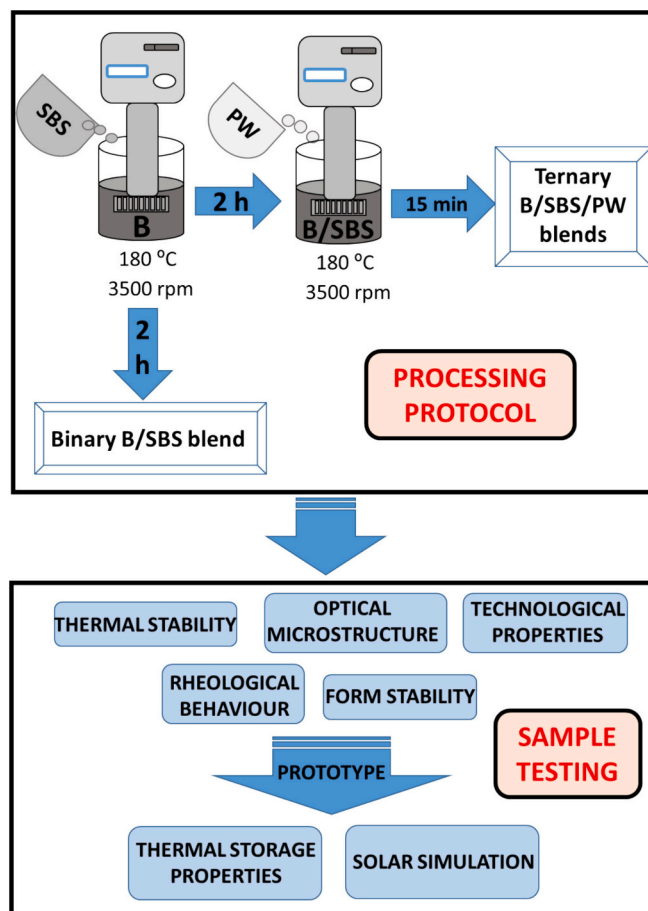 SBS
B
180 ºC
3500 rpm
2 h
PW
B/SBS
180 ºC
3500 rpm
15 min
Ternary
B/SBS/PW
blends
2
h
Binary B/SBS blend
PROCESSING
PROTOCOL
THERMAL STABILITY
OPTICAL
MICROSTRUCTURE
TECHNOLOGICAL
PROPERTIES
RHEOLOGICAL
BEHAVIOUR
FORM STABILITY
SAMPLE
TESTING
PROTOTYPE
THERMAL STORAGE
PROPERTIES
SOLAR SIMULATION